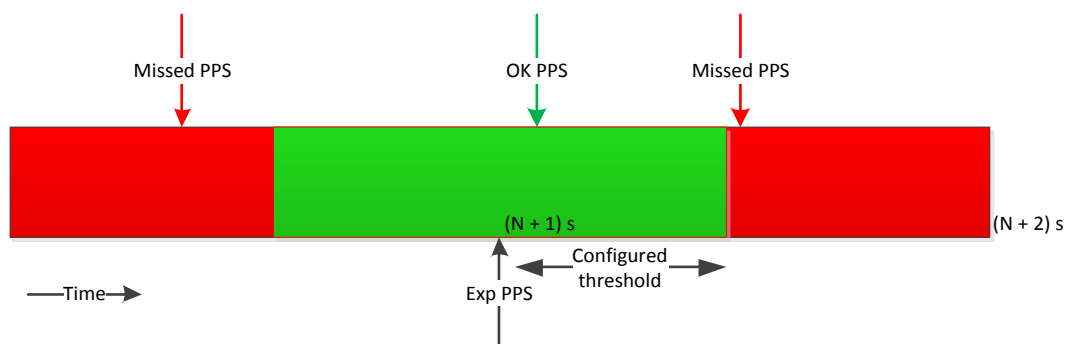 Missed PPS
OK PPS
Missed PPS
(N + 1) s
(N + 2) s
Configured
threshold
Time
Exp PPS